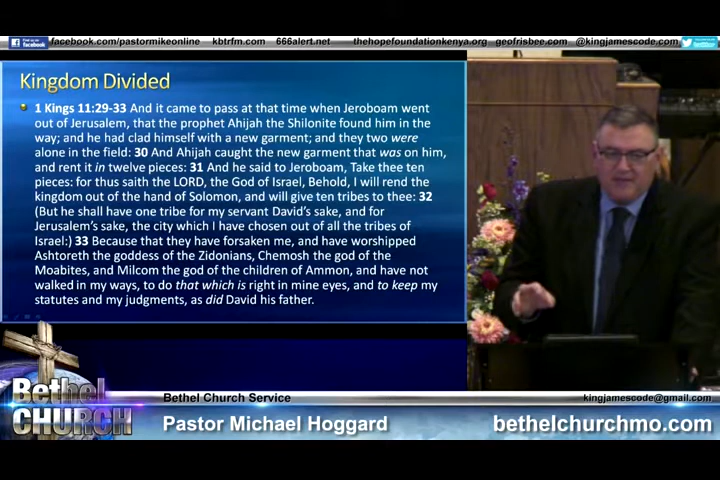 Find us on facebook facebook.com/pastormikeonline kbtrfm.com 666alert.net thehopefoundationkenya.org geofrisbee.com @kingjamescode.com twitter
Kingdom Divided
1 Kings 11:29-33 And it came to pass at that time when Jeroboam went
out of Jerusalem, that the prophet Ahijah the Shilonite found him in the
way; and he had clad himself with a new garment; and they two were
alone in the field: 30 And Ahijah caught the new garment that was on him,
and rent it in twelve pieces: 31 And he said to Jeroboam, Take thee ten
pieces: for thus saith the LORD, the God of Israel, Behold, I will rend the
kingdom out of the hand of Solomon, and will give ten tribes to thee: 32
(But he shall have one tribe for my servant David's sake, and for
Jerusalem's sake, the city which I have chosen out of all the tribes of
Israel:) 33 Because that they have forsaken me, and have worshipped
Ashtoreth the goddess of the Zidonians, Chemosh the god of the
Moabites, and Milcom the god of the children of Ammon, and have not
walked in my ways, to do that which is right in mine eyes, and to keep my
statutes and my judgments, as did David his father.
Bethel
CHURCH
Bethel Church Service kingjamescode@gmail.com
Pastor Michael Hoggard bethelchurchmo.com